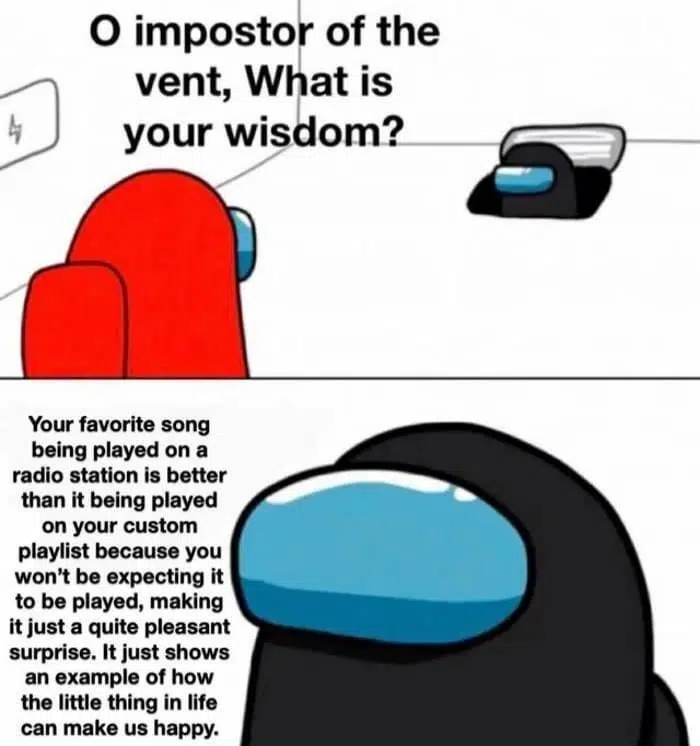 O impostor of the
vent, What is
your wisdom?
Your favorite song
being played on a
radio station is better
than it being played
on your custom
playlist because you
won't be expecting it
to be played, making
it just a quite pleasant
surprise. It just shows
an example of how
the little thing in life
can make us happy.